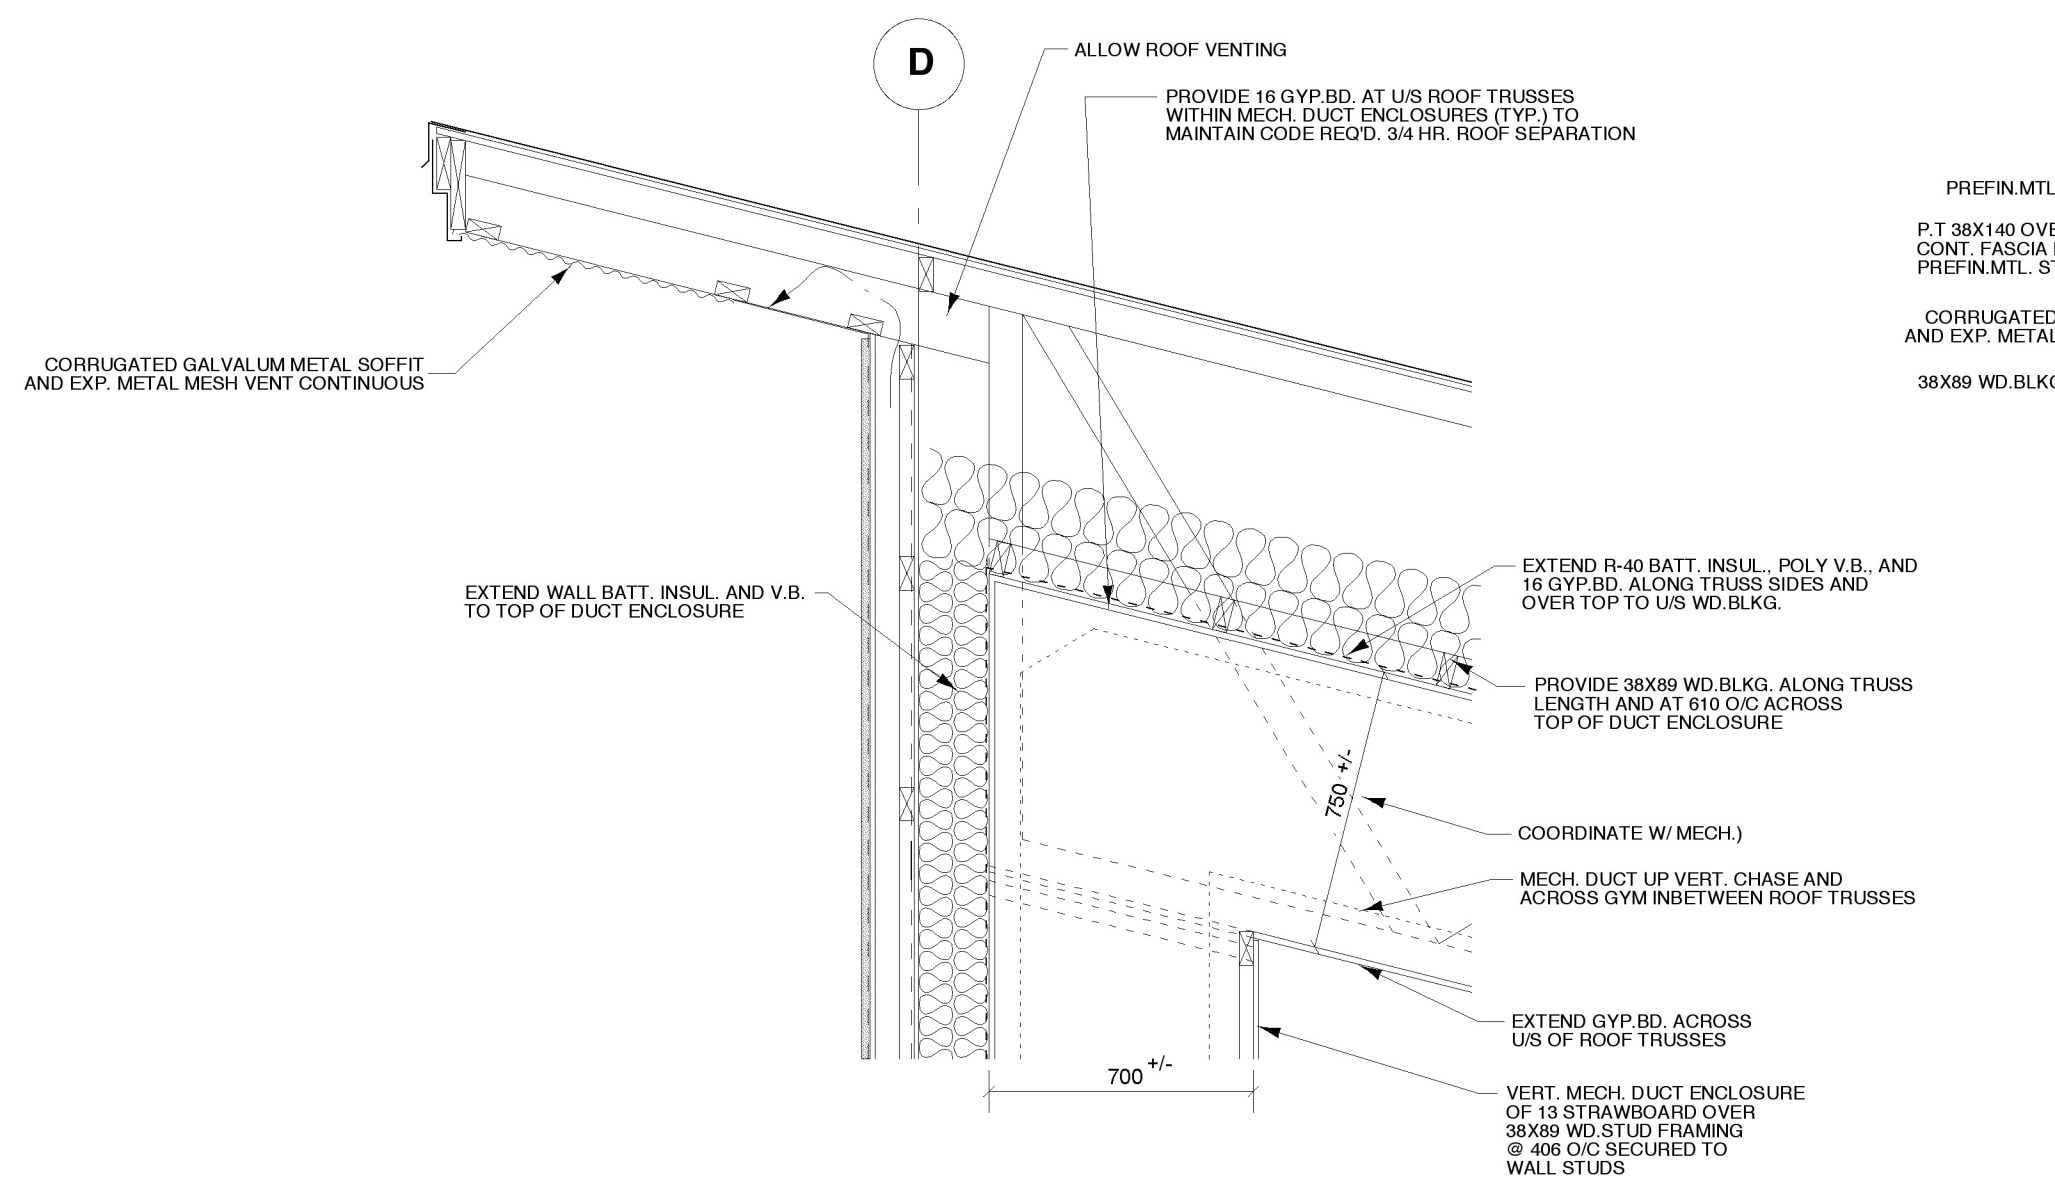 D
ALLOW ROOF VENTING
PROVIDE 16 GYP.BD. AT U/S ROOF TRUSSES
WITHIN MECH. DUCT ENCLOSURES (TYP.) TO
MAINTAIN CODE REQ'D. 3/4 HR. ROOF SEPARATION
CORRUGATED GALVALUM METAL SOFFIT
AND EXP. METAL MESH VENT CONTINUOUS
EXTEND WALL BATT. INSUL. AND V.B.
TO TOP OF DUCT ENCLOSURE
EXTEND R-40 BATT. INSUL., POLY V.B., AND
16 GYP.BD. ALONG TRUSS SIDES AND
OVER TOP TO U/S WD.BLKG.
PROVIDE 38X89 WD.BLKG. ALONG TRUSS
LENGTH AND AT 610 O/C ACROSS
TOP OF DUCT ENCLOSURE
750 +/-
COORDINATE W/ MECH.)
MECH. DUCT UP VERT. CHASE AND
ACROSS GYM INBETWEEN ROOF TRUSSES
EXTEND GYP.BD. ACROSS
U/S OF ROOF TRUSSES
700 +/-
VERT. MECH. DUCT ENCLOSURE
OF 13 STRAWBOARD OVER
38X89 WD.STUD FRAMING
@ 406 O/C SECURED TO
WALL STUDS
PREFIN.MTL
P.T 38X140
CONT. FASCIA
PREFIN.MTL.
CORRUGATED
AND EXP. METAL
38X89